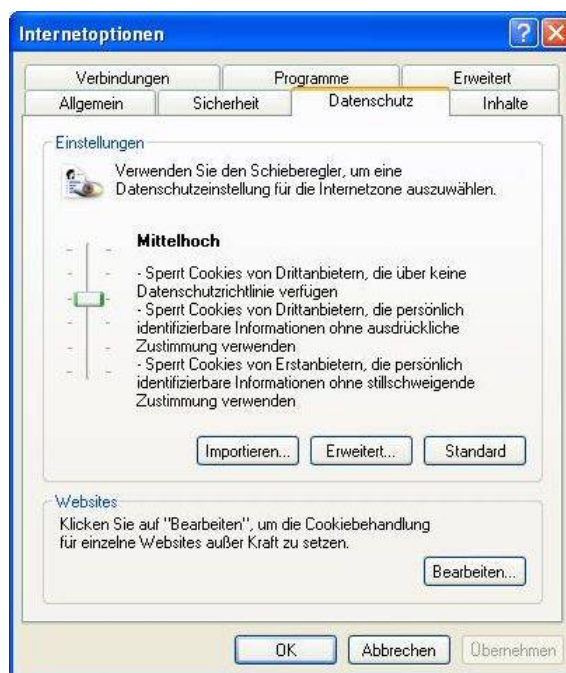 Internetoptionen
Verbindungen Programme Erweitert
Allgemein Sicherheit Datenschutz Inhalte
Einstellungen
Verwenden Sie den Schieberegler, um eine
Datenschutzeinstellung für die Internetzone auszuwählen.
Mittelhoch
- Sperrt Cookies von Drittanbietern, die über keine
Datenschutzrichtlinie verfügen
- Sperrt Cookies von Drittanbietern, die persönlich
identifizierbare Informationen ohne ausdrückliche
Zustimmung verwenden
- Sperrt Cookies von Erstanbietern, die persönlich
identifizierbare Informationen ohne stillschweigende
Zustimmung verwenden
Importieren... Erweitert... Standard
Websites
Klicken Sie auf "Bearbeiten", um die Cookiebehandlung
für einzelne Websites außer Kraft zu setzen.
Bearbeiten...
OK Abbrechen Übernehmen